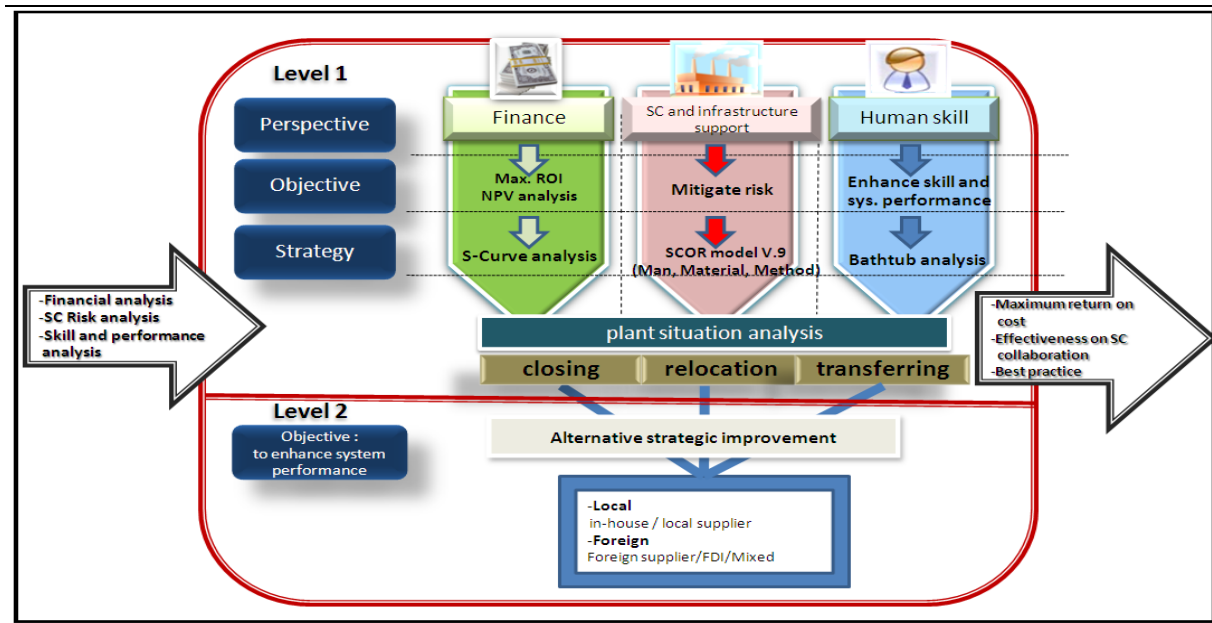 Level 1
Perspective
Objective
Strategy
Finance
Max. ROI
NPV analysis
S-Curve analysis
SC and infrastructure
support
Mitigate risk
SCOR model V.9
(Man, Material, Method)
Human skill
Enhance skill and
sys. performance
Bathtub analysis
-Financial analysis
-SC Risk analysis
-Skill and performance
analysis
-Maximum return on
cost
-Effectiveness on SC
collaboration
-Best practice
plant situation analysis
closing
relocation
transferring
Level 2
Objective :
to enhance system
performance
Alternative strategic improvement
-Local
in-house / local supplier
-Foreign
Foreign supplier/FDI/Mixed